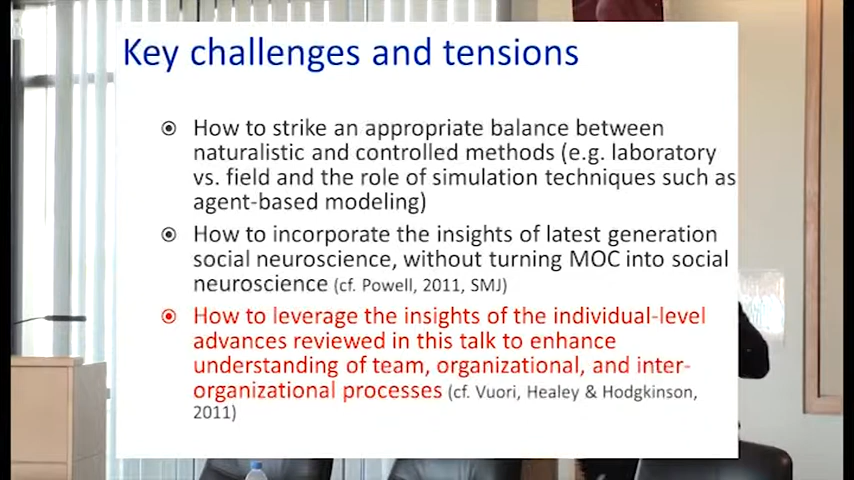 Key challenges and tensions
How to strike an appropriate balance between
naturalistic and controlled methods (e.g. laboratory
vs. field and the role of simulation techniques such as
agent-based modeling)
How to incorporate the insights of latest generation
social neuroscience, without turning MOC into social
neuroscience (cf. Powell, 2011, SMJ)
How to leverage the insights of the individual-level
advances reviewed in this talk to enhance
understanding of team, organizational, and inter-
organizational processes (cf. Vuori, Healey & Hodgkinson,
2011)